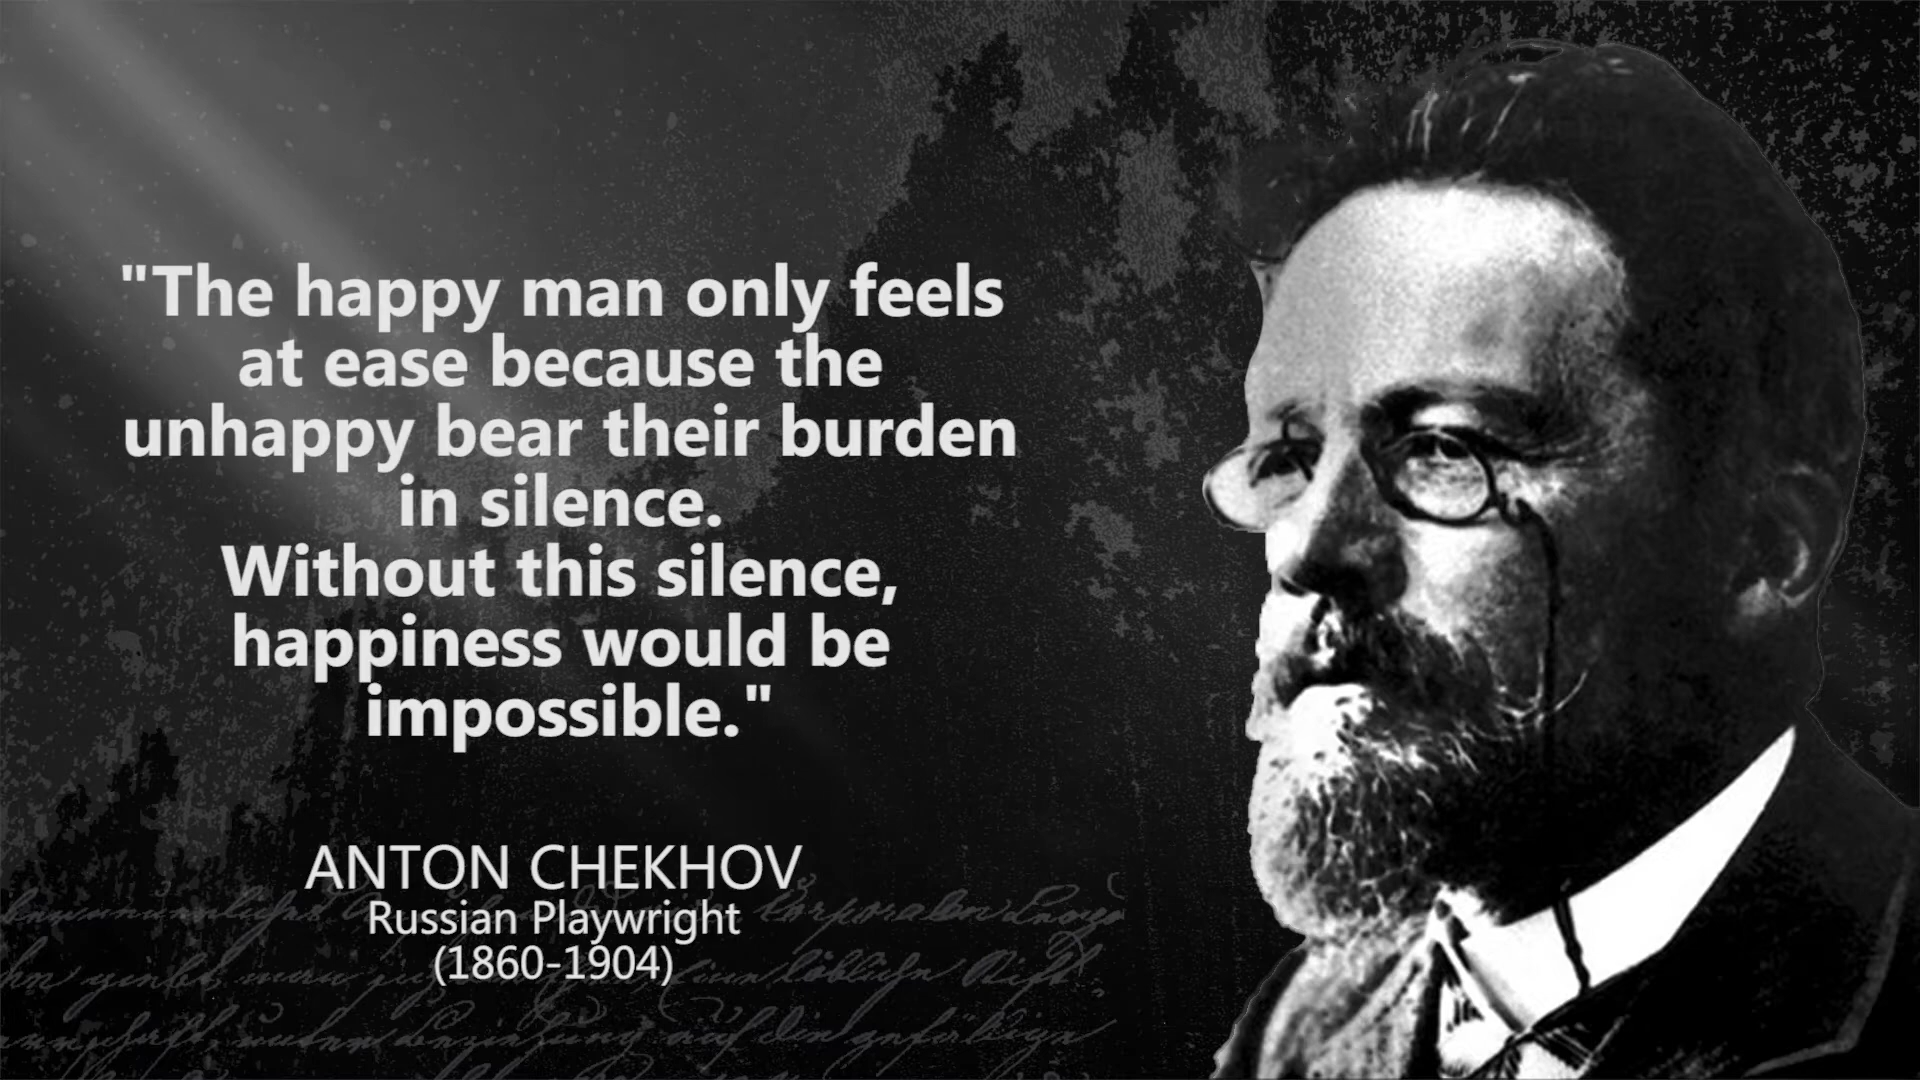 "The happy man only feels
at ease because the
unhappy bear their burden
in silence.
Without this silence,
happiness would be
impossible."
ANTON CHEKHOV
Russian Playwright
(1860-1904)